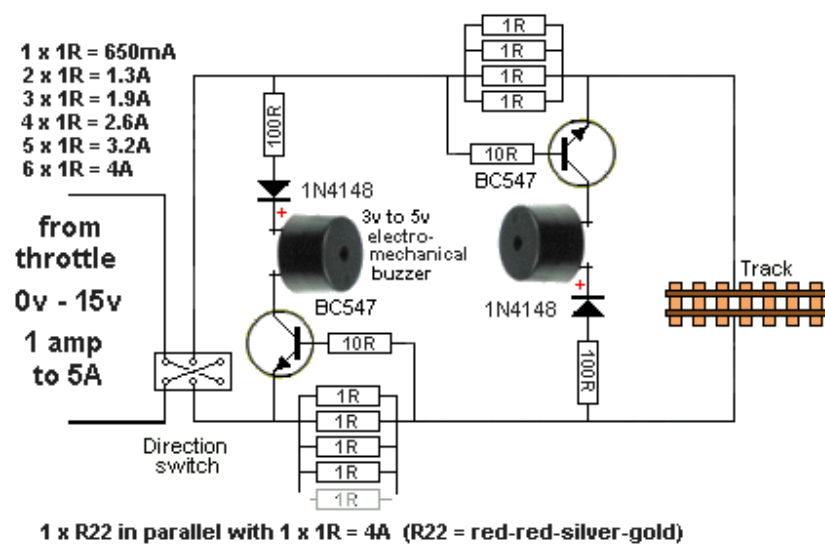 1 x 1R = 650mA
2 x 1R = 1.3A
3 x 1R = 1.9A
4 x 1R = 2.6A
5 x 1R = 3.2A
6 x 1R = 4A
from
throttle
0v - 15v
1 amp
to 5A
Direction
switch
100R
1N4148
+
3v to 5v
electro-
mechanical
buzzer
BC547
10R
1R
1R
1R
1R
1R
1R
1R
1R
1R
10R
BC547
+
1N4148
100R
Track
1 x R22 in parallel with 1 x 1R = 4A (R22 = red-red-silver-gold)